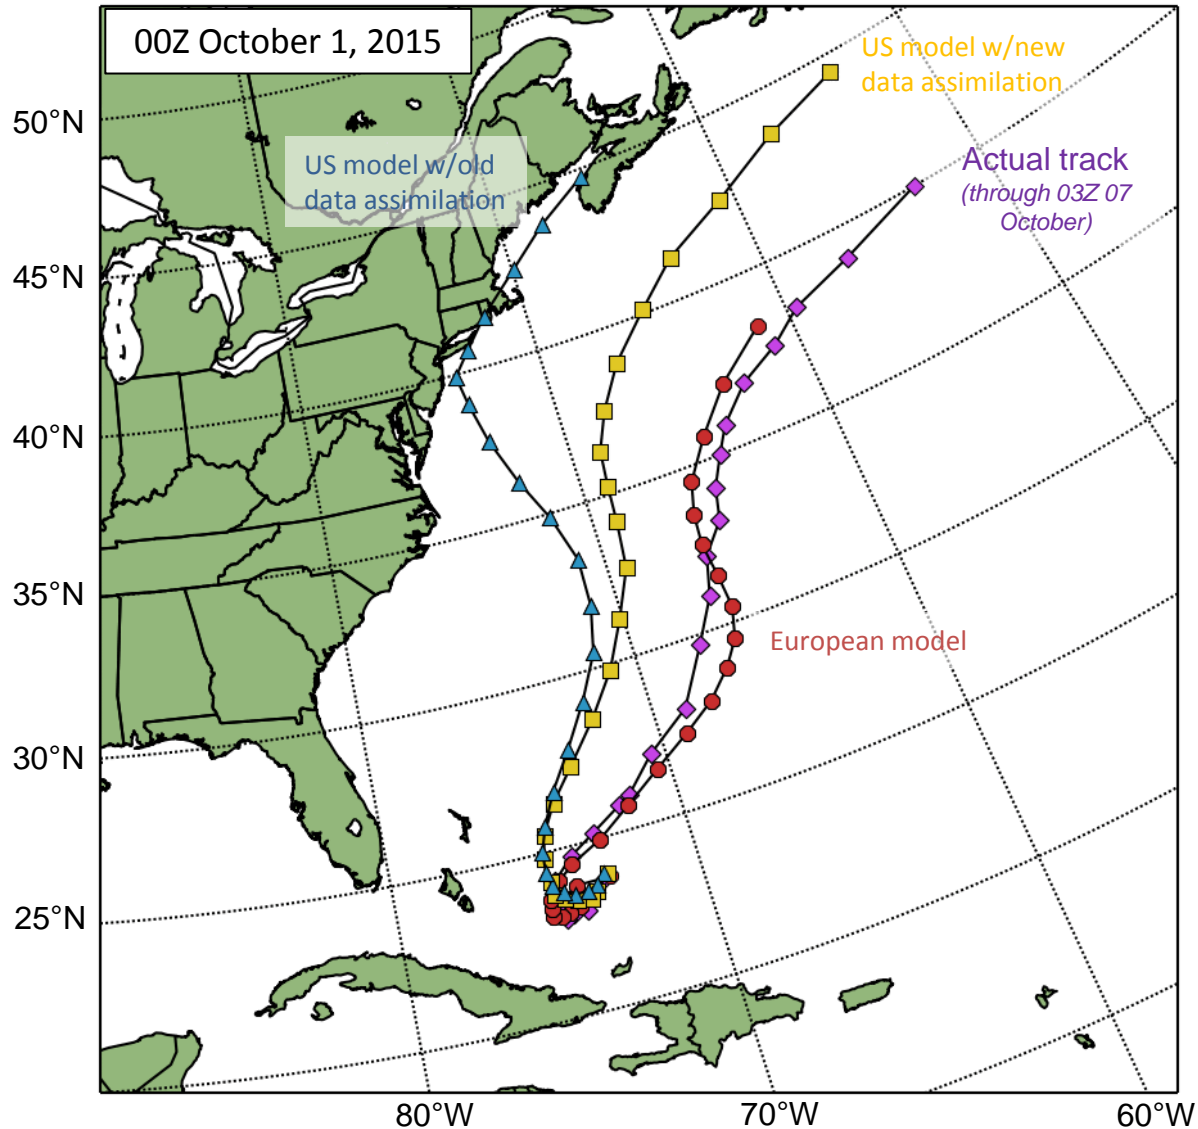 00Z October 1, 2015
US model w/new
data assimilation
50°N
US model w/old
data assimilation
Actual track
(through 03Z 07
October)
45°N
40°N
35°N
European model
30°N
25°N
80°W
70°W
60°W